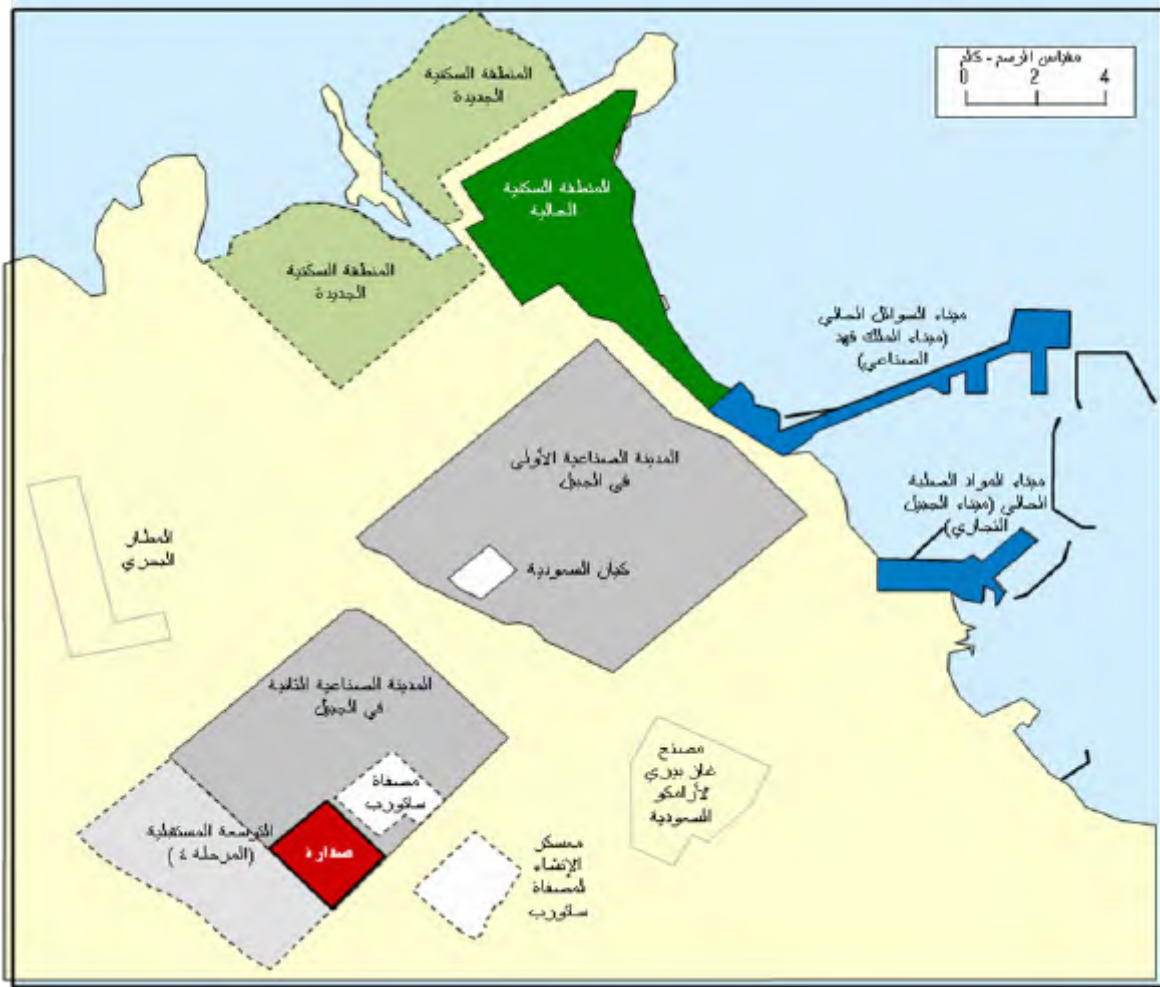 مقياس الرسم - كلم
0 2 4
المنطقة السكنية
الجديدة
المنطقة السكنية
الحالية
المنطقة السكنية
الجديدة
ميناء السوائل الحالي
(ميناء الملك فهد
الصناعي)
المدينة الصناعية الأولى
في الجبيل
ميناء المواد الصلبة
الحالي (ميناء الجبيل
التجاري)
المطار
البحري
كيان السعودية
المدينة الصناعية الثانية
في الجبيل
مصنع
غاز بيري
لأرامكو
السعودية
مصفاة
ساتورب
التوسعة المستقبلية
(المرحلة ٤)
صدارة
معسكر
الإنشاء
لمصفاة
ساتورب